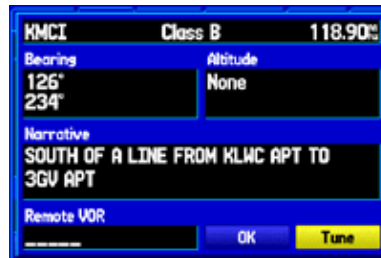 KMCI Class B 118.90
Bearing Altitude
126° None
234°
Narrative
SOUTH OF A LINE FROM KLWC APT TO
3GV APT
Remote VOR
_____ OK Tune